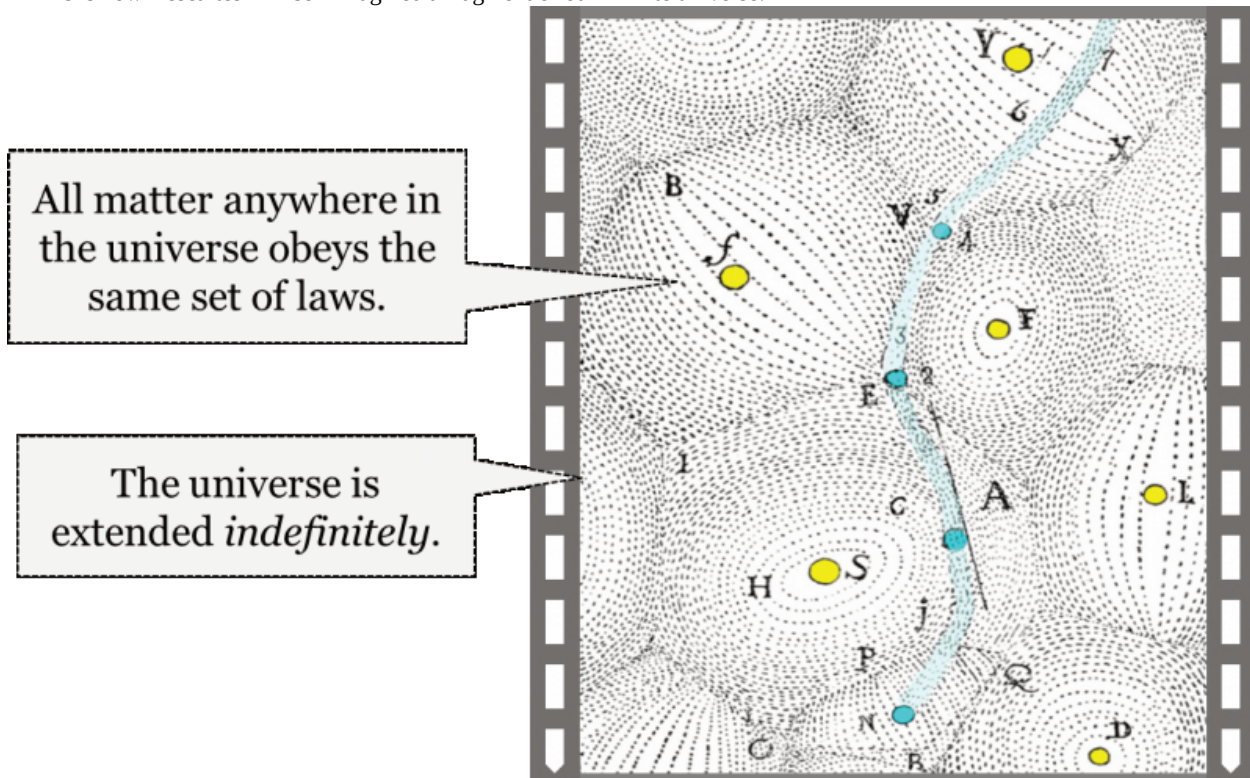 All matter anywhere in
the universe obeys the
same set of laws.
The universe is
extended indefinitely.
Y
7
6
X
B
5
V
4
f
F
3
2
E
1
A
C
L
S
H
j
P
Q
N
D
O
B